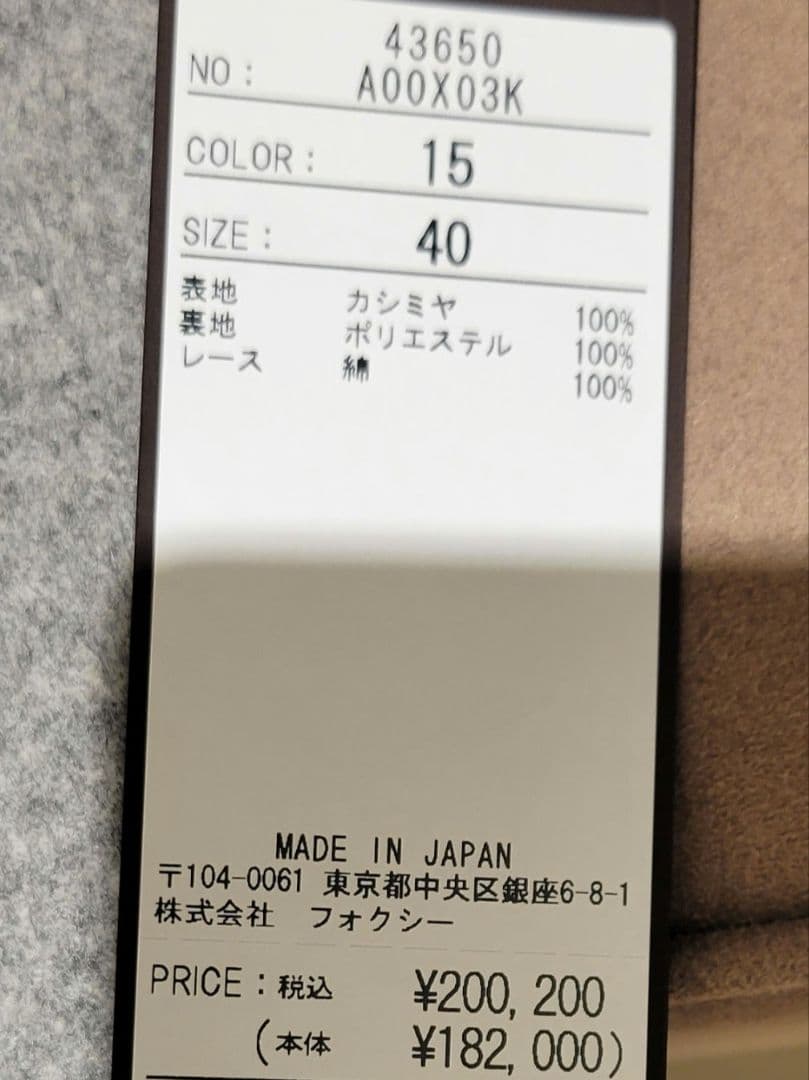 43650
NO : A00X03K
COLOR : 15
SIZE : 40
表地 カシミヤ 100%
裏地 ポリエステル 100%
レース 綿 100%
MADE IN JAPAN
〒104-0061 東京都中央区銀座6-8-1
株式会社 フォクシー
PRICE : 税込 ¥200,200
(本体 ¥182,000)